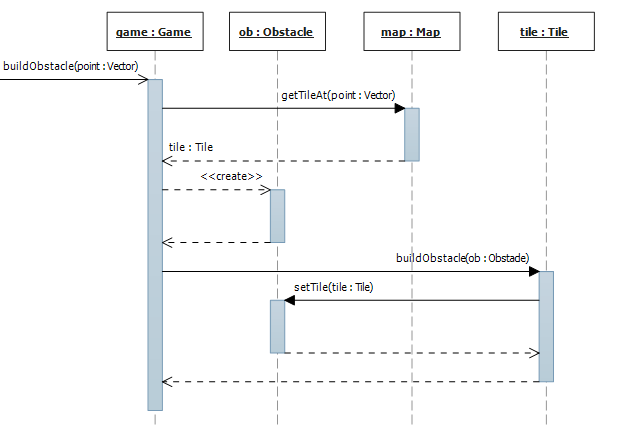 game : Game
ob : Obstacle
map : Map
tile : Tile
buildObstacle(point : Vector)
getTileAt(point : Vector)
tile : Tile
<<create>>
buildObstacle(ob : Obstacle)
setTile(tile : Tile)